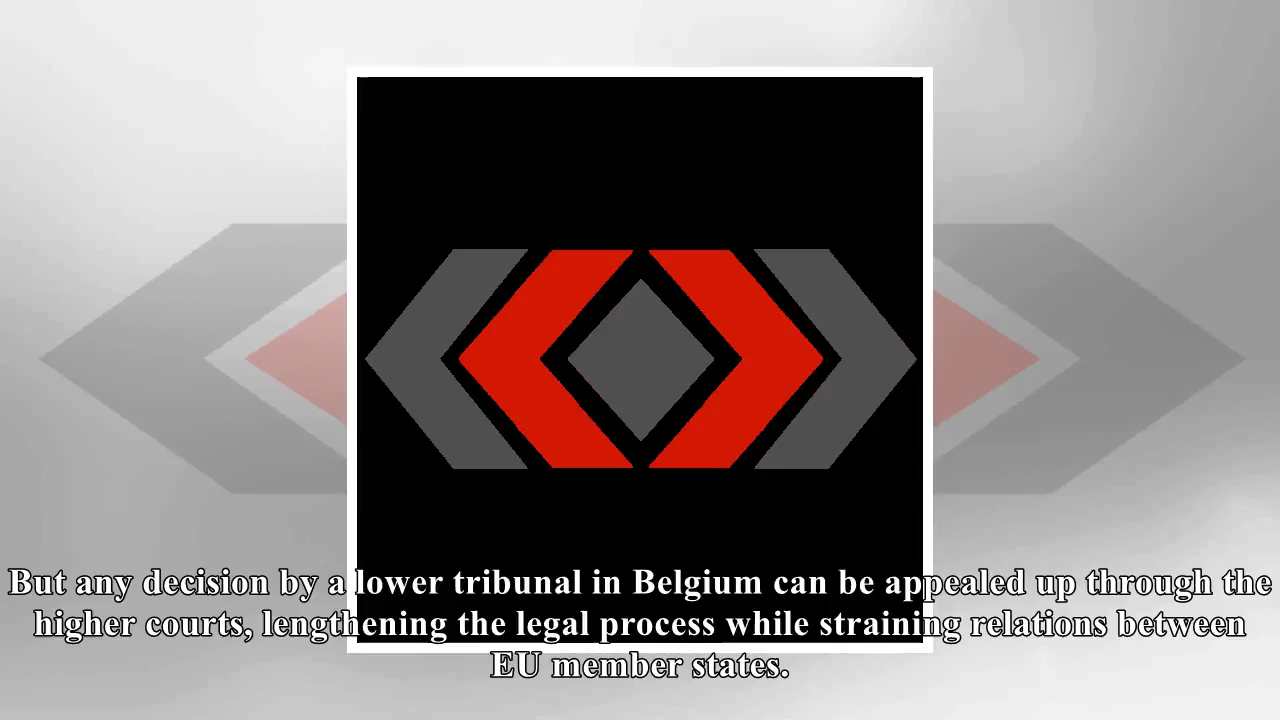 But any decision by a lower tribunal in Belgium can be appealed up through the
higher courts, lengthening the legal process while straining relations between
EU member states.